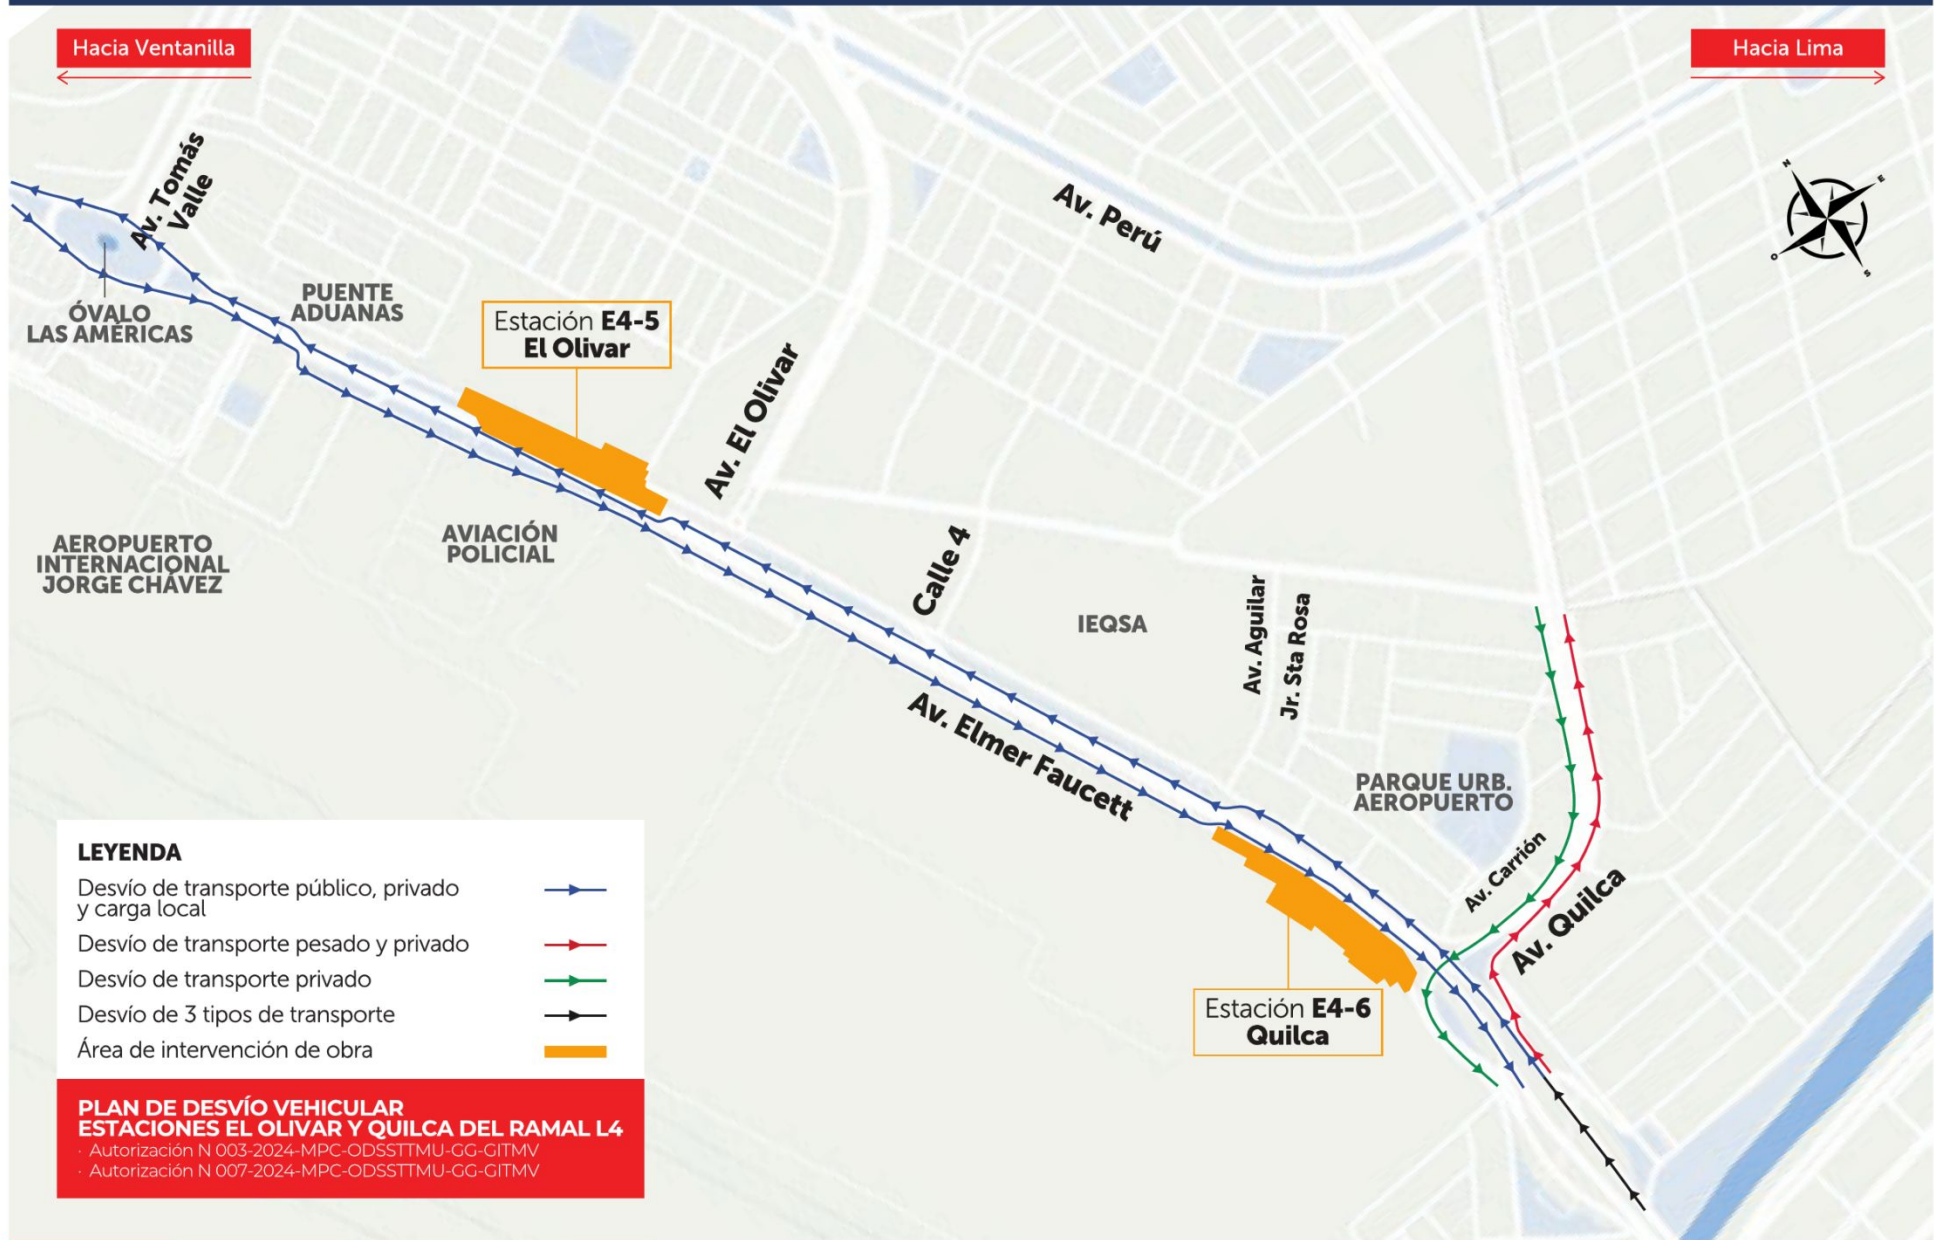 Hacia Ventanilla
Hacia Lima
Av. Tomás
Valle
N
E
O
S
Av. Perú
ÓVALO
LAS AMÉRICAS
PUENTE
ADUANAS
Estación E4-5
El Olivar
Av. El Olivar
AEROPUERTO
INTERNACIONAL
JORGE CHÁVEZ
AVIACIÓN
POLICIAL
Calle 4
IEQSA
Av. Aguilar
Jr. Sta Rosa
Av. Elmer Faucett
PARQUE URB.
AEROPUERTO
Av. Carrión
Av. Quilca
Estación E4-6
Quilca
LEYENDA
Desvío de transporte público, privado
y carga local
Desvío de transporte pesado y privado
Desvío de transporte privado
Desvío de 3 tipos de transporte
Área de intervención de obra
PLAN DE DESVÍO VEHICULAR
ESTACIONES EL OLIVAR Y QUILCA DEL RAMAL L4
· Autorización N 003-2024-MPC-ODSSTTMU-GG-GITMV
· Autorización N 007-2024-MPC-ODSSTTMU-GG-GITMV